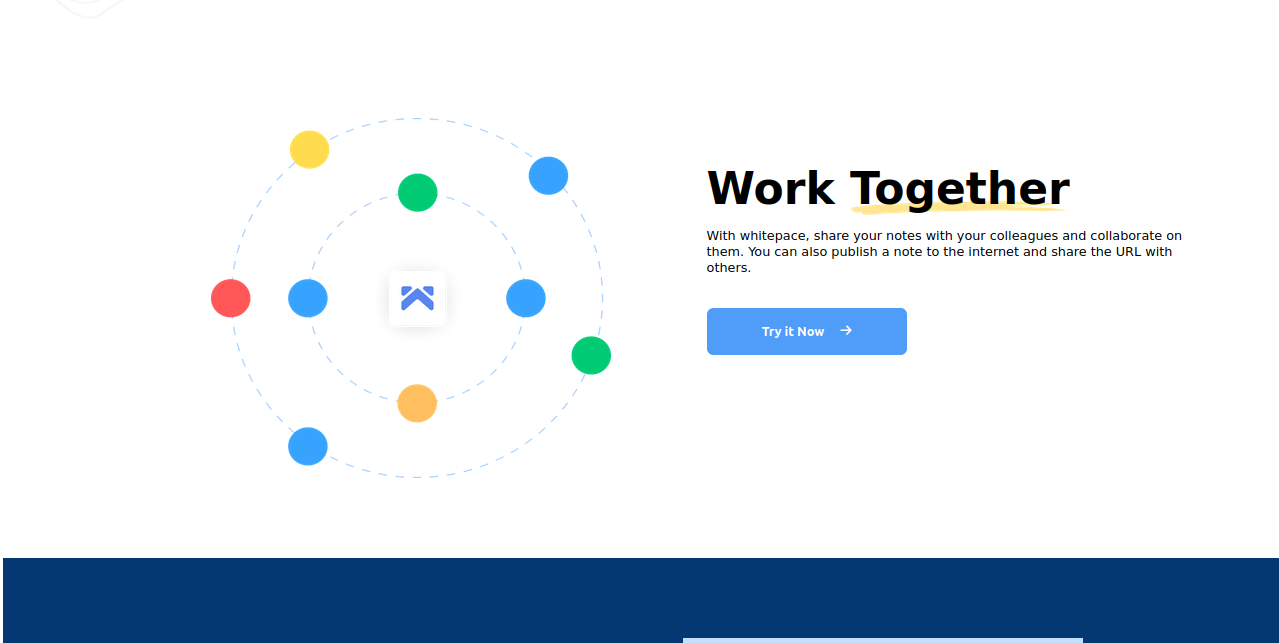 Work Together
With whitepace, share your notes with your colleagues and collaborate on
them. You can also publish a note to the internet and share the URL with
others.
Try it Now